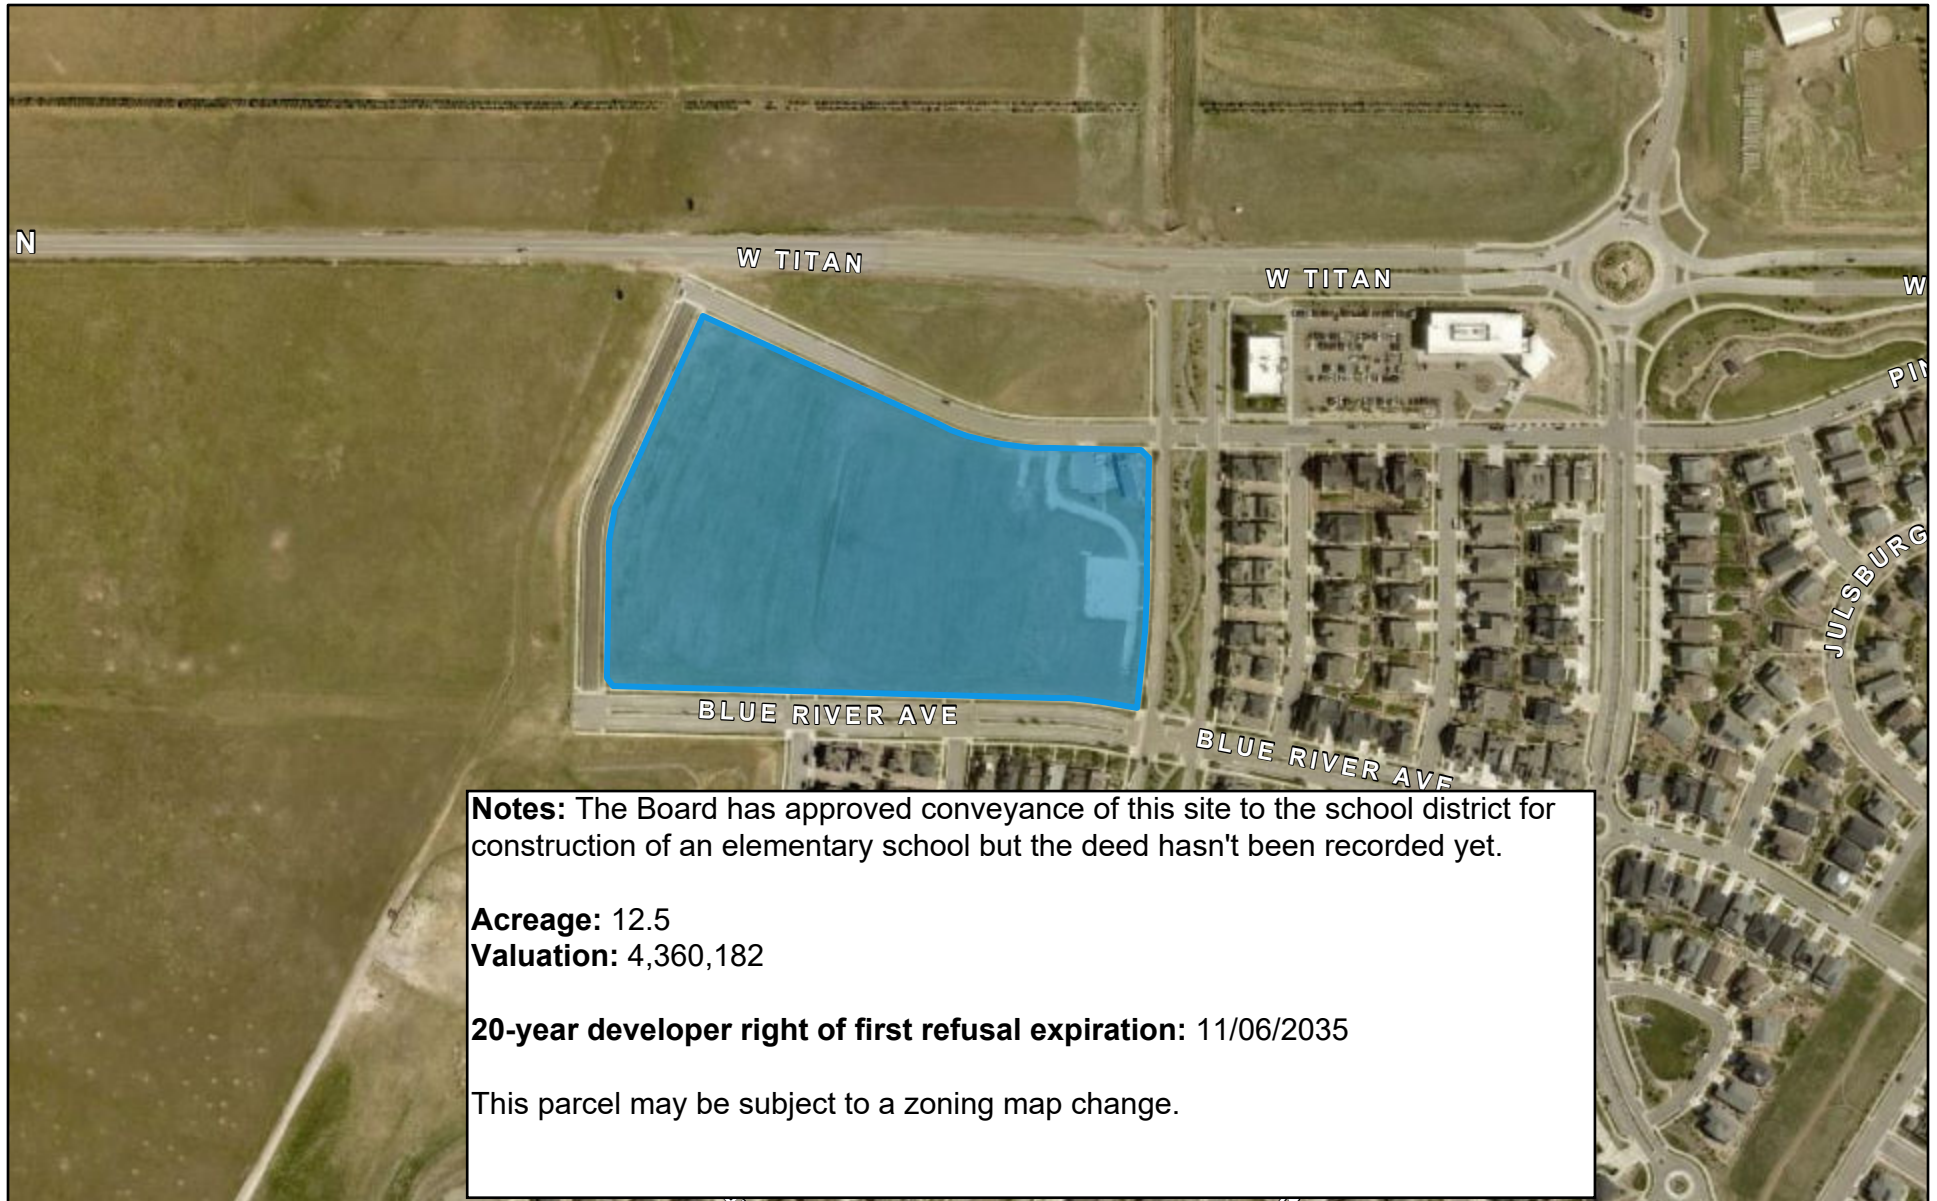 N
W TITAN
W TITAN
W
PIN
JULSBURG
BLUE RIVER AVE
BLUE RIVER AVE
Notes: The Board has approved conveyance of this site to the school district for
construction of an elementary school but the deed hasn't been recorded yet.
Acreage: 12.5
Valuation: 4,360,182
20-year developer right of first refusal expiration: 11/06/2035
This parcel may be subject to a zoning map change.